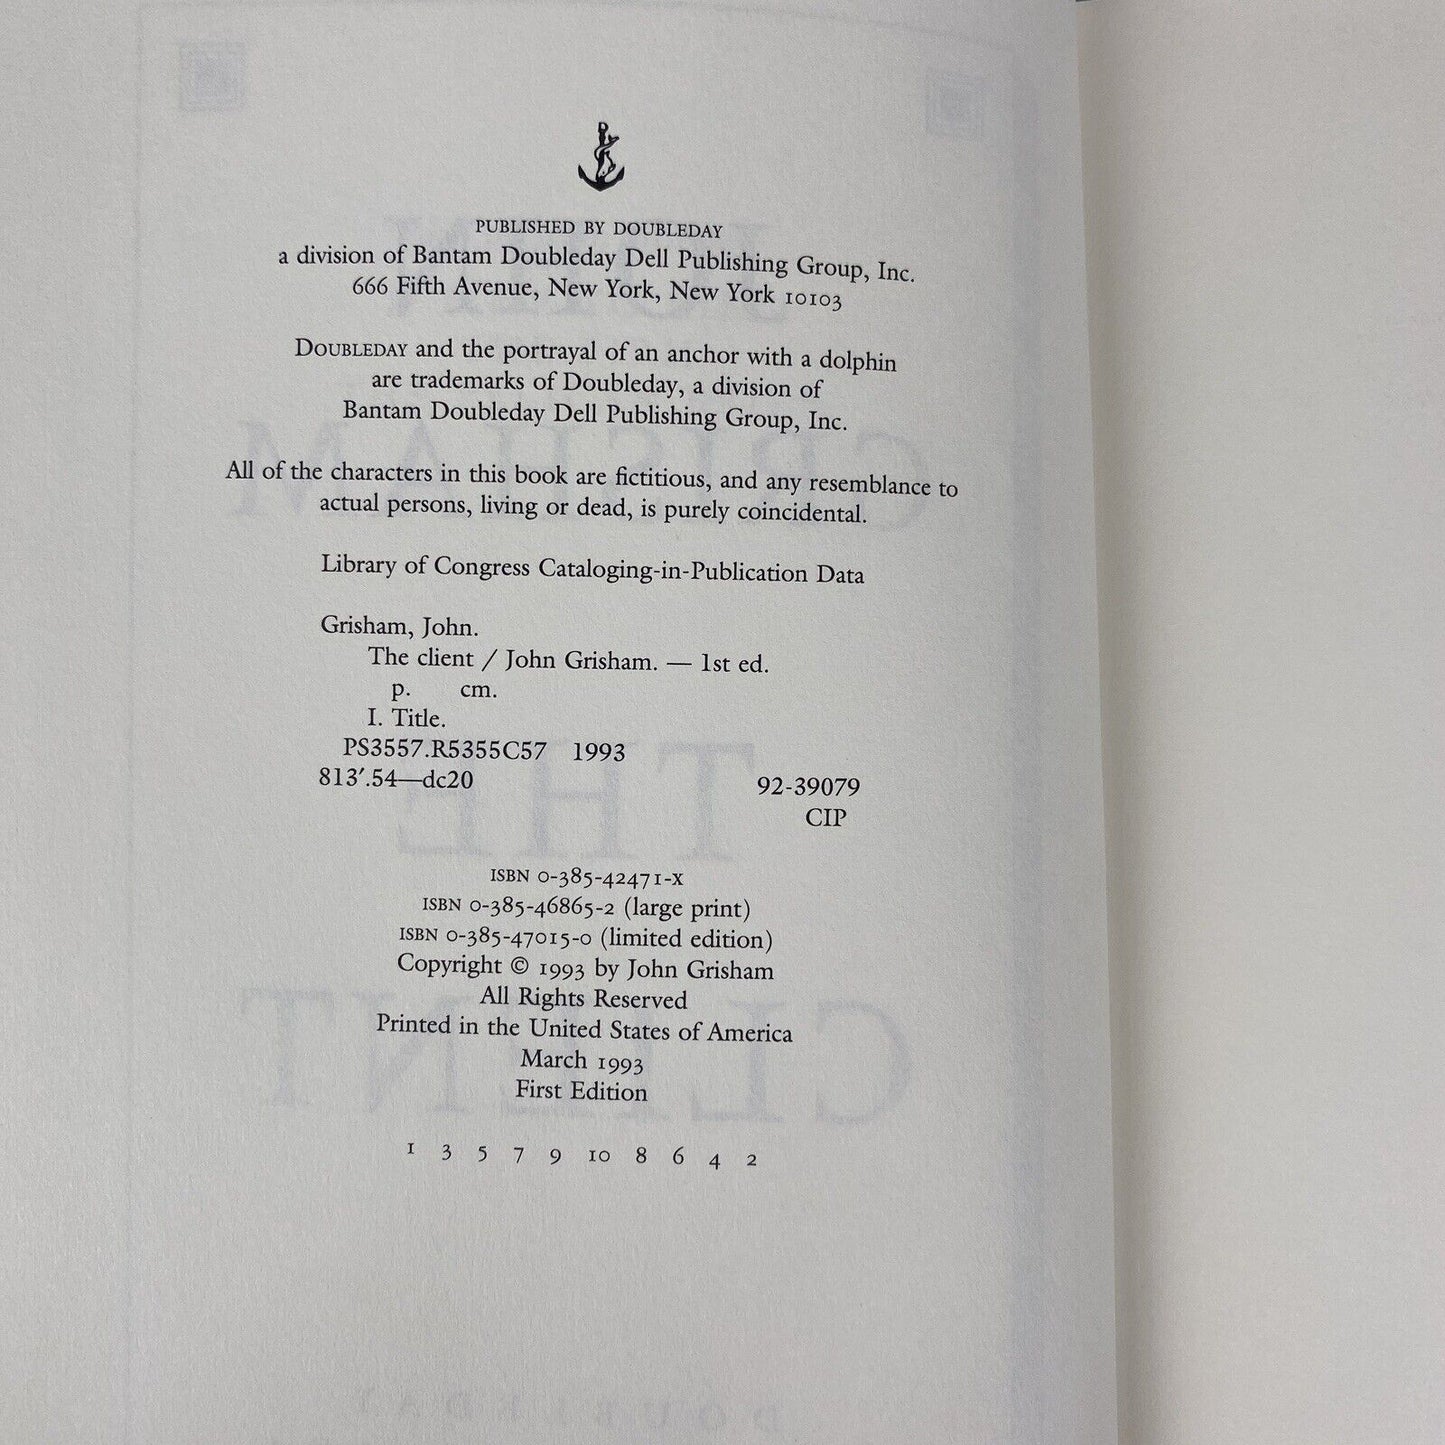 PUBLISHED BY DOUBLEDAY
a division of Bantam Doubleday Dell Publishing Group, Inc.
666 Fifth Avenue, New York, New York 10103
DOUBLEDAY and the portrayal of an anchor with a dolphin
are trademarks of Doubleday, a division of
Bantam Doubleday Dell Publishing Group, Inc.
All of the characters in this book are fictitious, and any resemblance to
actual persons, living or dead, is purely coincidental.
Library of Congress Cataloging-in-Publication Data
Grisham, John.
The client / John Grisham. — 1st ed.
p. cm.
I. Title.
PS3557.R5355C57 1993
813′.54—dc20 92-39079
CIP
ISBN 0-385-42471-X
ISBN 0-385-46865-2 (large print)
ISBN 0-385-47015-0 (limited edition)
Copyright © 1993 by John Grisham
All Rights Reserved
Printed in the United States of America
March 1993
First Edition
1 3 5 7 9 10 8 6 4 2